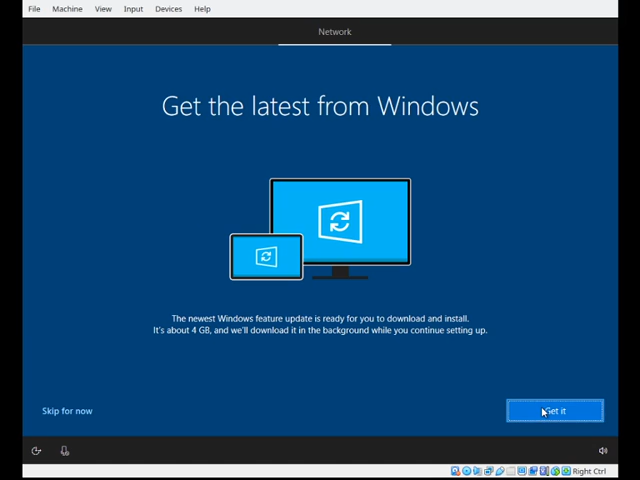 File Machine View Input Devices Help
Network
Get the latest from Windows
The newest Windows feature update is ready for you to download and install.
It's about 4 GB, and we'll download it in the background while you continue setting up.
Skip for now
Get it
Right Ctrl